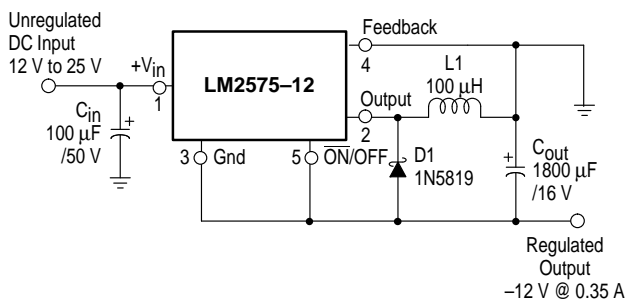 Unregulated
DC Input
12 V to 25 V
+Vin
1
Cin
100 µF
/50 V
+
LM2575–12
Feedback
4
Output
2
3
Gnd
5
ON/OFF
L1
100 µH
D1
1N5819
+
Cout
1800 µF
/16 V
Regulated
Output
–12 V @ 0.35 A